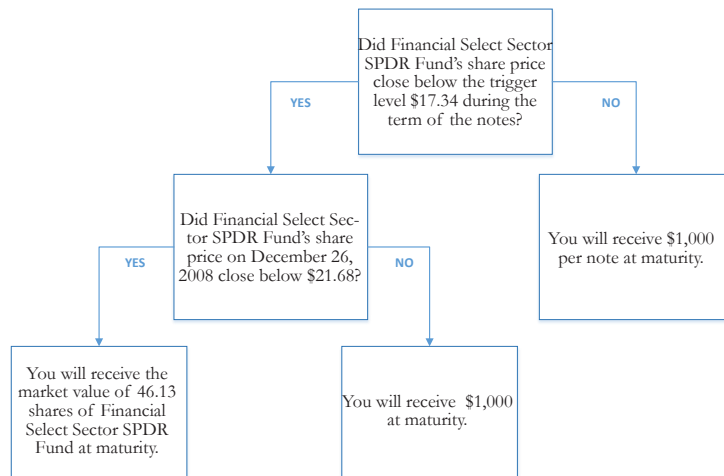 Did Financial Select Sector
SPDR Fund's share price
close below the trigger
level $17.34 during the
term of the notes?
YES
NO
Did Financial Select Sec-
tor SPDR Fund's share
price on December 26,
2008 close below $21.68?
You will receive $1,000
per note at maturity.
YES
NO
You will receive the
market value of 46.13
shares of Financial
Select Sector SPDR
Fund at maturity.
You will receive $1,000
at maturity.